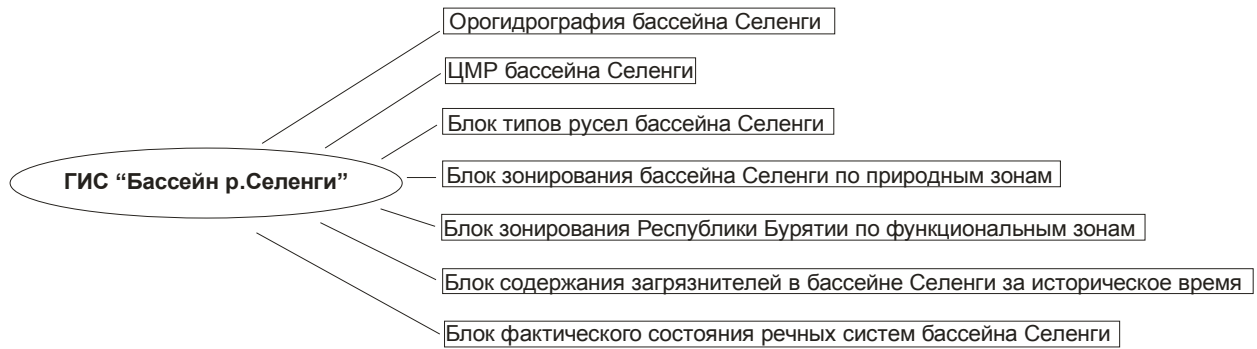 Орогидрография бассейна Селенги
ЦМР бассейна Селенги
Блок типов русел бассейна Селенги
ГИС “Бассейн р.Селенги”
Блок зонирования бассейна Селенги по природным зонам
Блок зонирования Республики Бурятии по функциональным зонам
Блок содержания загрязнителей в бассейне Селенги за историческое время
Блок фактического состояния речных систем бассейна Селенги